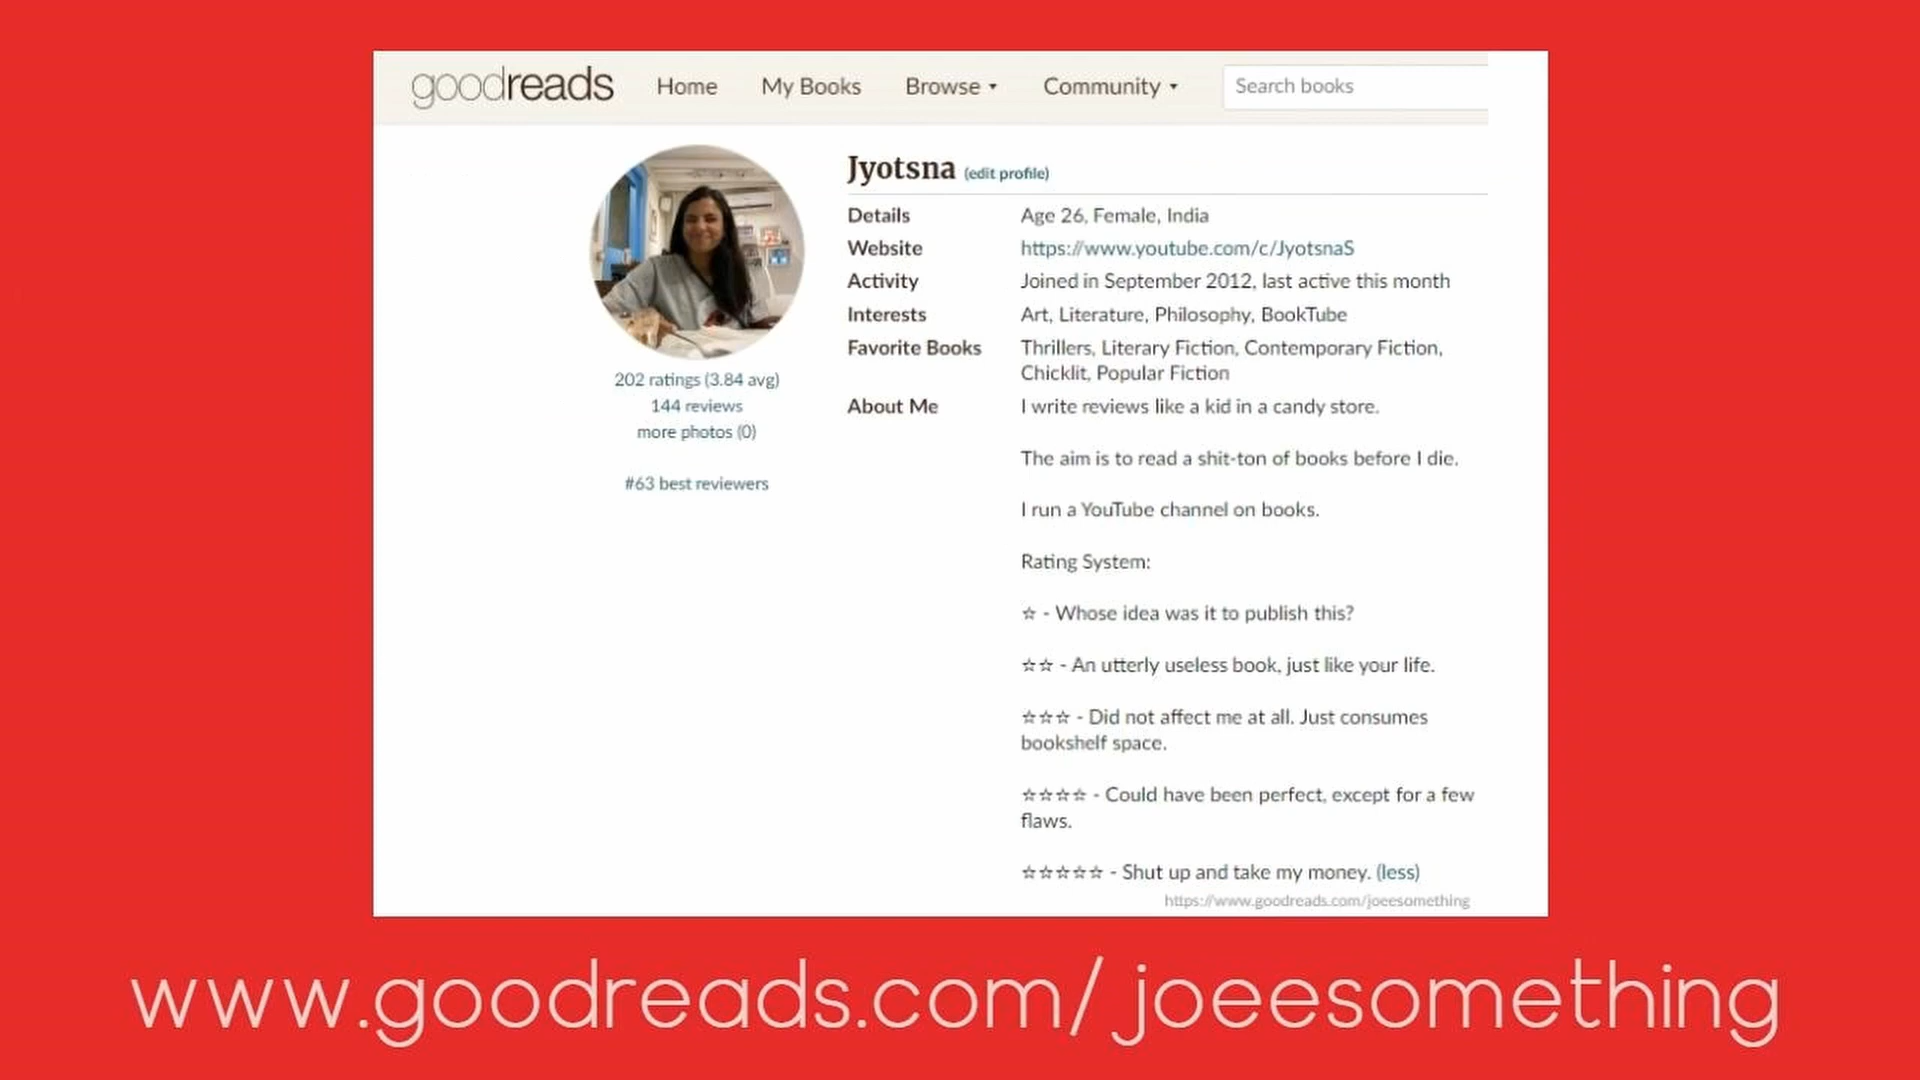 goodreads Home My Books Browse Community Search books
Jyotsna (edit profile)
Details Age 26, Female, India
Website https://www.youtube.com/c/JyotsnaS
Activity Joined in September 2012, last active this month
Interests Art, Literature, Philosophy, BookTube
Favorite Books Thrillers, Literary Fiction, Contemporary Fiction,
Chicklit, Popular Fiction
202 ratings (3.84 avg)
144 reviews
more photos (0)
#63 best reviewers
About Me I write reviews like a kid in a candy store.
The aim is to read a shit-ton of books before I die.
I run a YouTube channel on books.
Rating System:
☆ - Whose idea was it to publish this?
☆☆ - An utterly useless book, just like your life.
☆☆☆ - Did not affect me at all. Just consumes
bookshelf space.
☆☆☆☆ - Could have been perfect, except for a few
flaws.
☆☆☆☆☆ - Shut up and take my money. (less)
https://www.goodreads.com/joeesomething
www.goodreads.com/joeesomething